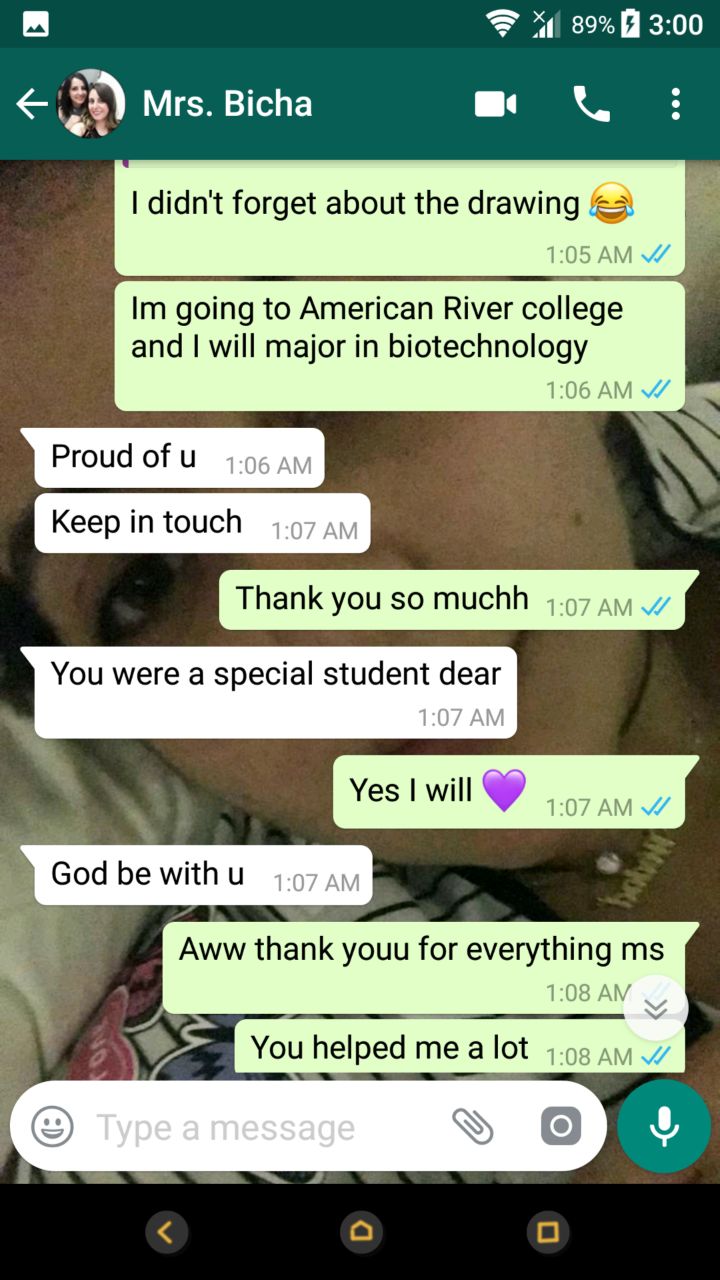 89% 3:00
Mrs. Bicha
I didn't forget about the drawing 😂
1:05 AM
Im going to American River college
and I will major in biotechnology
1:06 AM
Proud of u 1:06 AM
Keep in touch 1:07 AM
Thank you so muchh 1:07 AM
You were a special student dear
1:07 AM
Yes I will 💜 1:07 AM
God be with u 1:07 AM
Aww thank youu for everything ms
1:08 AM
You helped me a lot 1:08 AM
Type a message